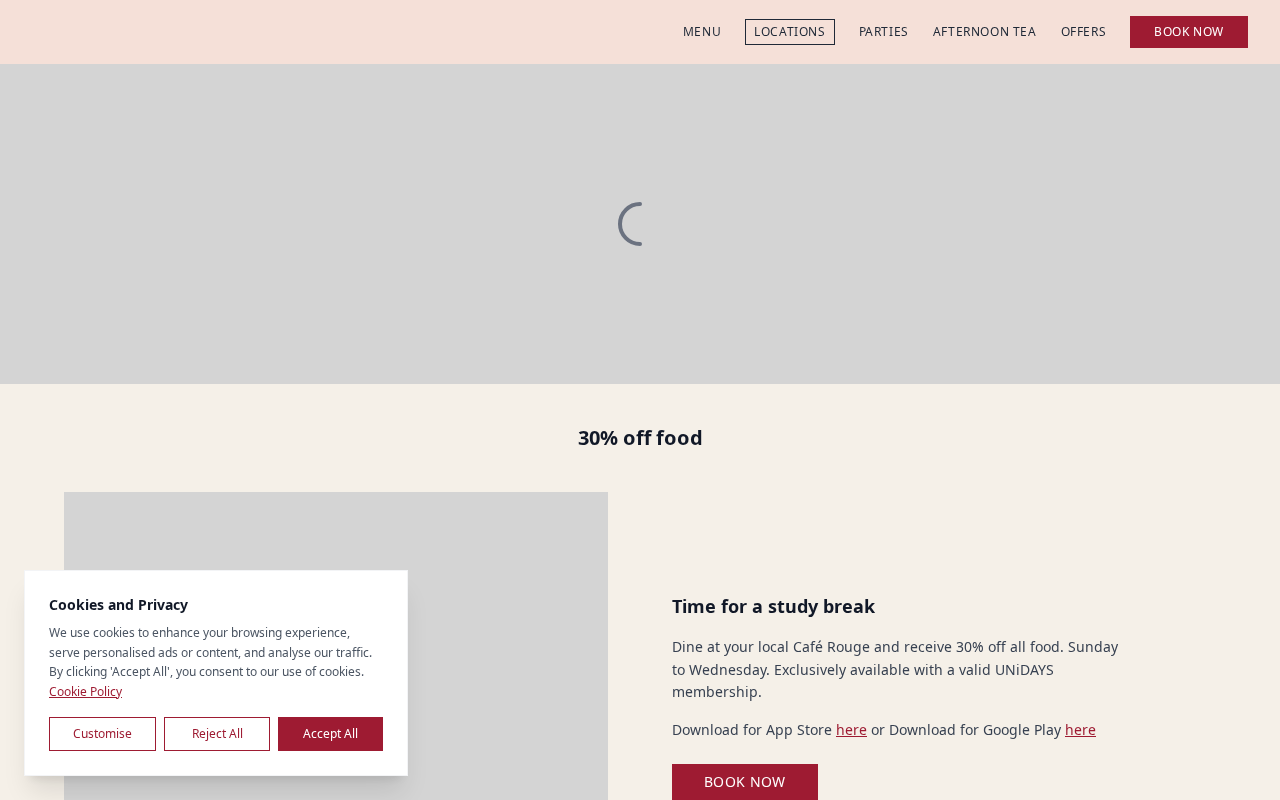 MENU LOCATIONS PARTIES AFTERNOON TEA OFFERS BOOK NOW
30% off food
Time for a study break
Dine at your local Café Rouge and receive 30% off all food. Sunday
to Wednesday. Exclusively available with a valid UNiDAYS
membership.
Download for App Store here or Download for Google Play here
BOOK NOW
Cookies and Privacy
We use cookies to enhance your browsing experience,
serve personalised ads or content, and analyse our traffic.
By clicking 'Accept All', you consent to our use of cookies.
Cookie Policy
Customise Reject All Accept All